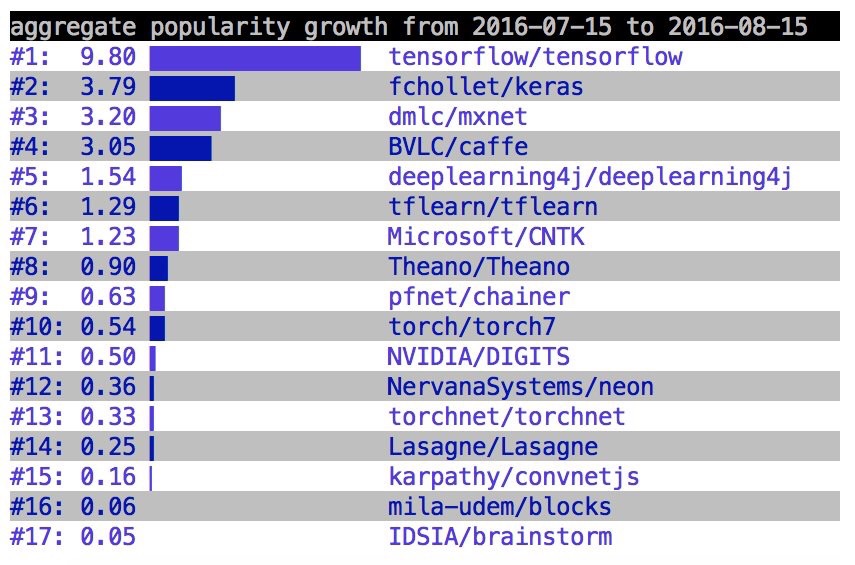 aggregate popularity growth from 2016-07-15 to 2016-08-15
#1: 9.80 tensorflow/tensorflow
#2: 3.79 fchollet/keras
#3: 3.20 dmlc/mxnet
#4: 3.05 BVLC/caffe
#5: 1.54 deeplearning4j/deeplearning4j
#6: 1.29 tflearn/tflearn
#7: 1.23 Microsoft/CNTK
#8: 0.90 Theano/Theano
#9: 0.63 pfnet/chainer
#10: 0.54 torch/torch7
#11: 0.50 NVIDIA/DIGITS
#12: 0.36 NervanaSystems/neon
#13: 0.33 torchnet/torchnet
#14: 0.25 Lasagne/Lasagne
#15: 0.16 karpathy/convnetjs
#16: 0.06 mila-udem/blocks
#17: 0.05 IDSIA/brainstorm